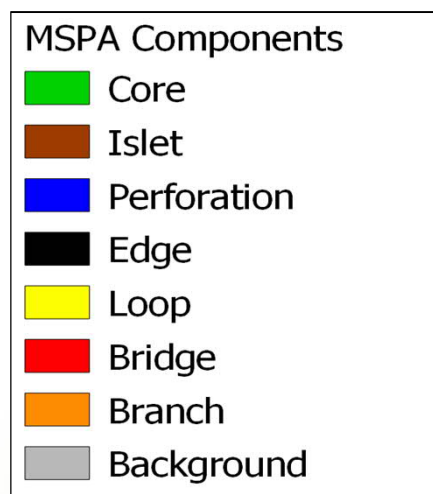 MSPA Components
Core
Islet
Perforation
Edge
Loop
Bridge
Branch
Background